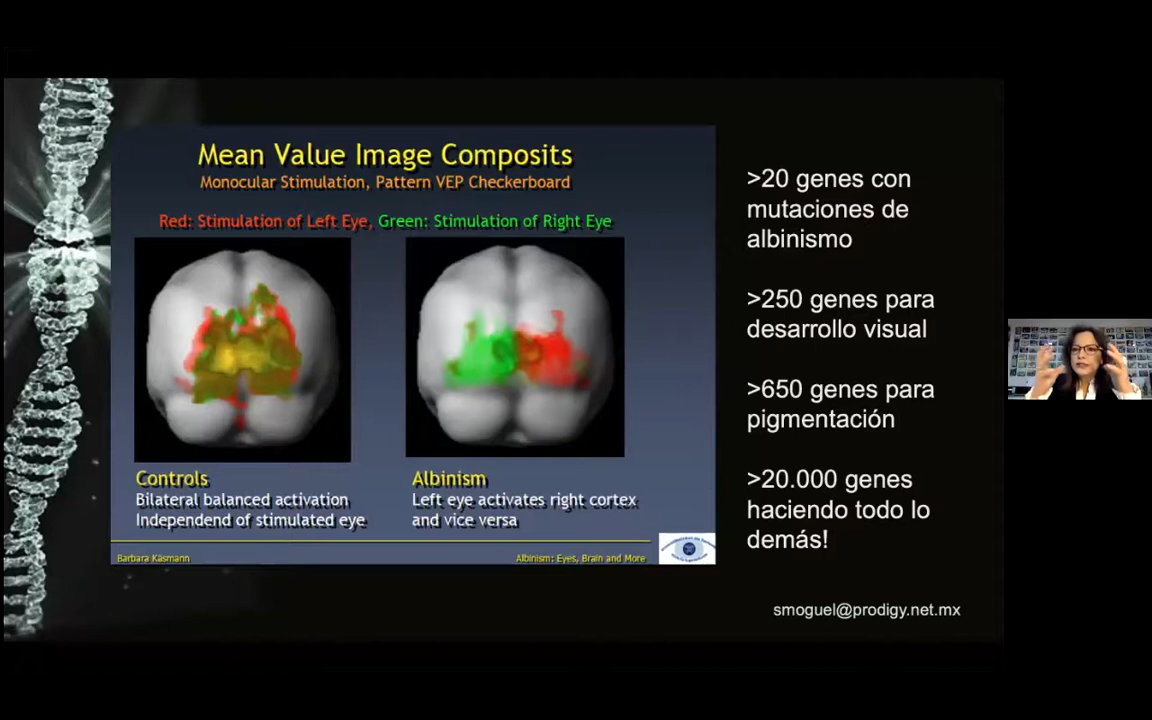 Mean Value Image Composits
Monocular Stimulation, Pattern VEP Checkerboard
Red: Stimulation of Left Eye, Green: Stimulation of Right Eye
Controls
Bilateral balanced activation
Independend of stimulated eye
Albinism
Left eye activates right cortex
and vice versa
Barbara Käsmann
Albinism: Eyes, Brain and More
>20 genes con
mutaciones de
albinismo
>250 genes para
desarrollo visual
>650 genes para
pigmentación
>20.000 genes
haciendo todo lo
demás!
smoguel@prodigy.net.mx